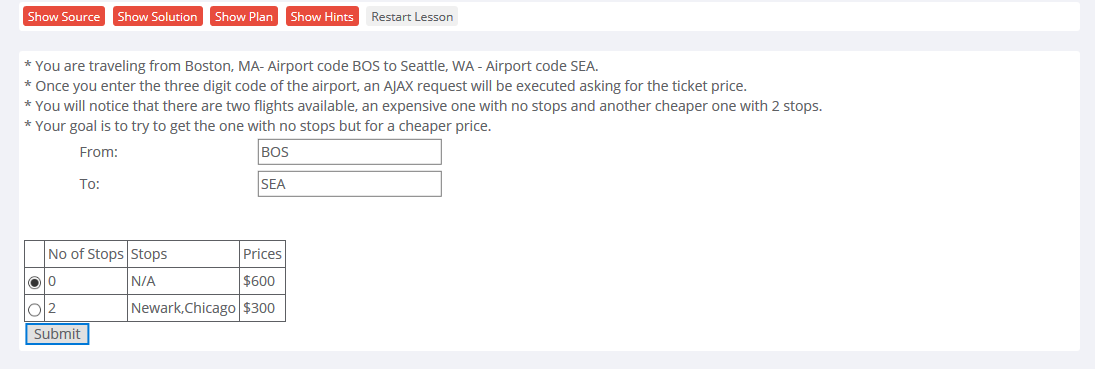 Show Source Show Solution Show Plan Show Hints Restart Lesson
* You are traveling from Boston, MA- Airport code BOS to Seattle, WA - Airport code SEA.
* Once you enter the three digit code of the airport, an AJAX request will be executed asking for the ticket price.
* You will notice that there are two flights available, an expensive one with no stops and another cheaper one with 2 stops.
* Your goal is to try to get the one with no stops but for a cheaper price.
From: BOS
To: SEA
No of Stops Stops Prices
0 N/A $600
2 Newark,Chicago $300
Submit